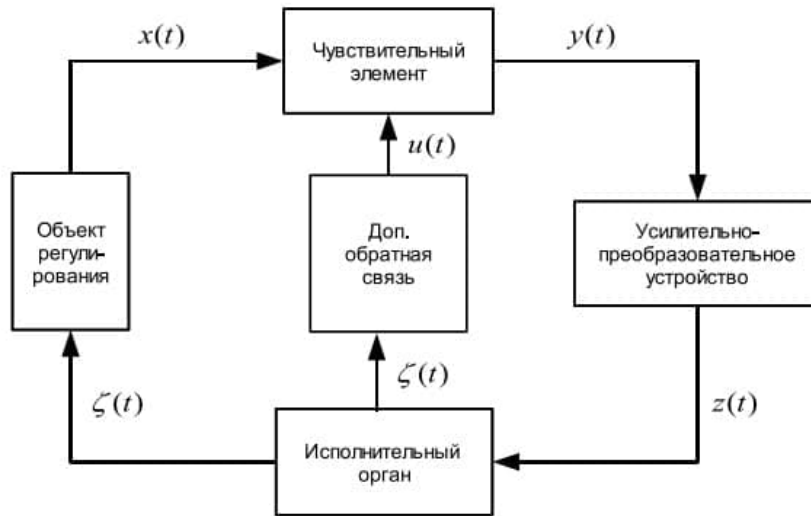 x(t)
Чувствительный
элемент
y(t)
u(t)
Объект
регули-
рования
Доп.
обратная
связь
Усилительно-
преобразовательное
устройство
ζ(t)
ζ(t)
z(t)
Исполнительный
орган